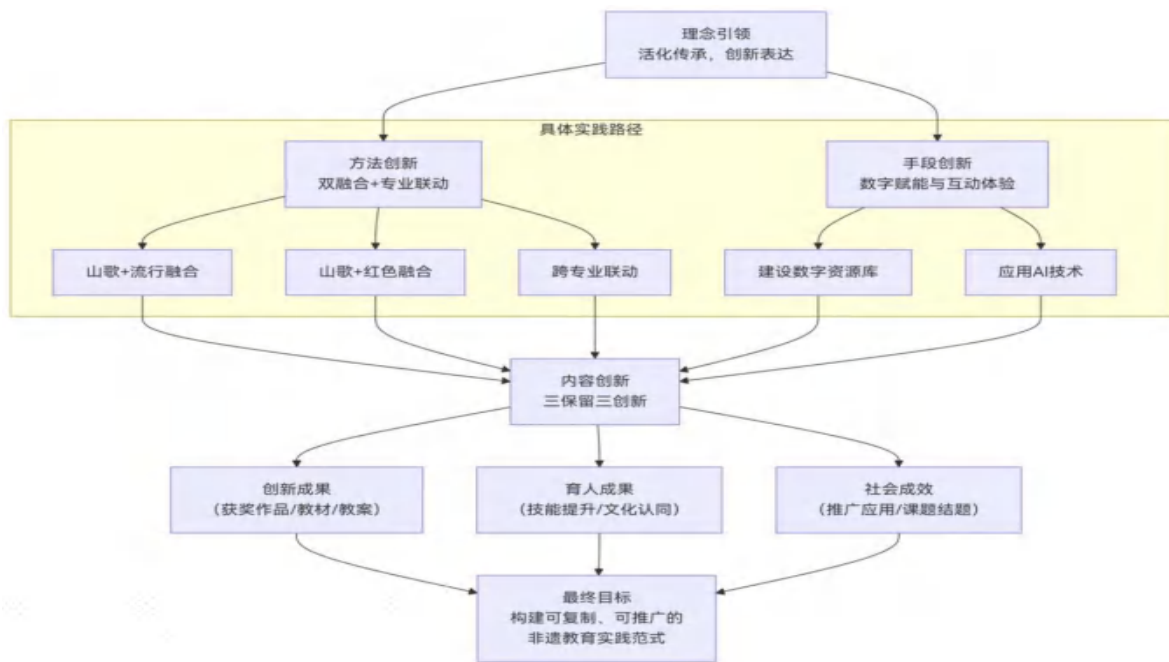 理念引领
活化传承，创新表达
具体实践路径
方法创新
双融合+专业联动
手段创新
数字赋能与互动体验
山歌+流行融合
山歌+红色融合
跨专业联动
建设数字资源库
应用AI技术
内容创新
三保留三创新
创新成果
（获奖作品/教材/教案）
育人成果
（技能提升/文化认同）
社会成效
（推广应用/课题结题）
最终目标
构建可复制、可推广的
非遗教育实践范式